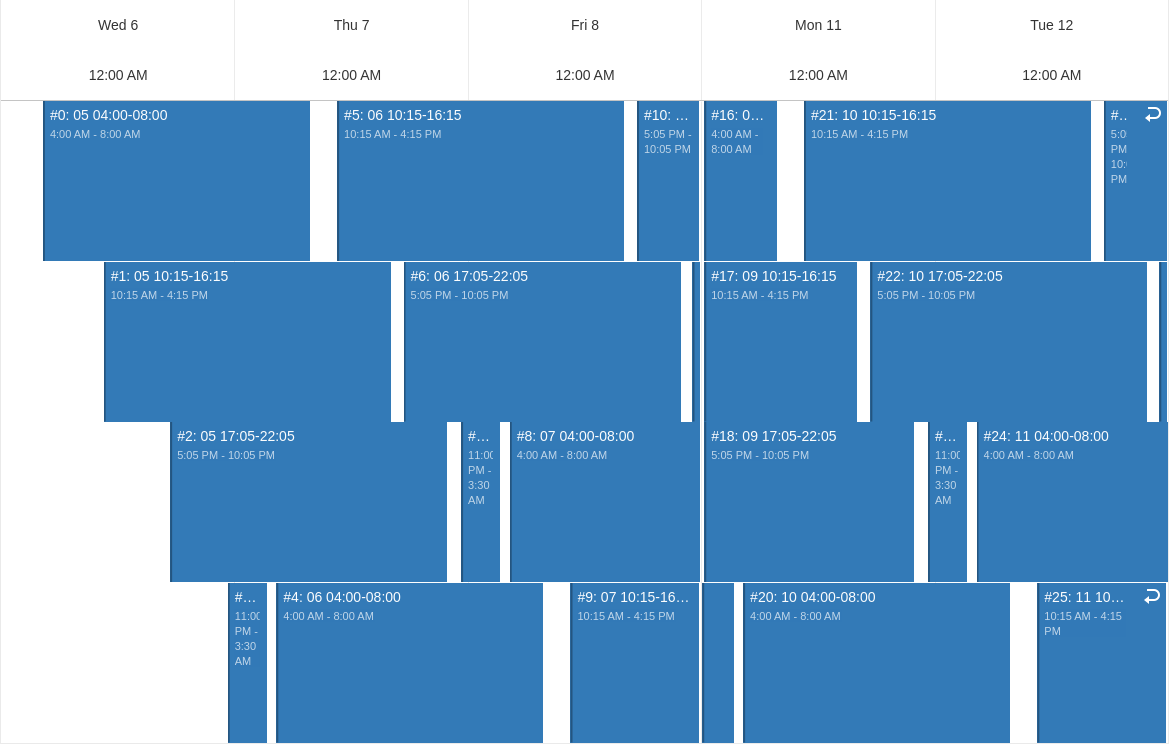 Wed 6
Thu 7
Fri 8
Mon 11
Tue 12
12:00 AM
12:00 AM
12:00 AM
12:00 AM
12:00 AM
#0: 05 04:00-08:00
4:00 AM - 8:00 AM
#5: 06 10:15-16:15
10:15 AM - 4:15 PM
#10: …
5:05 PM -
10:05 PM
#16: 0…
4:00 AM -
8:00 AM
#21: 10 10:15-16:15
10:15 AM - 4:15 PM
#…
5:0
PM
10:
PM
#1: 05 10:15-16:15
10:15 AM - 4:15 PM
#6: 06 17:05-22:05
5:05 PM - 10:05 PM
#17: 09 10:15-16:15
10:15 AM - 4:15 PM
#22: 10 17:05-22:05
5:05 PM - 10:05 PM
#2: 05 17:05-22:05
5:05 PM - 10:05 PM
#…
11:00
PM -
3:30
AM
#8: 07 04:00-08:00
4:00 AM - 8:00 AM
#18: 09 17:05-22:05
5:05 PM - 10:05 PM
#…
11:00
PM -
3:30
AM
#24: 11 04:00-08:00
4:00 AM - 8:00 AM
#…
11:00
PM -
3:30
AM
#4: 06 04:00-08:00
4:00 AM - 8:00 AM
#9: 07 10:15-16…
10:15 AM - 4:15 PM
#20: 10 04:00-08:00
4:00 AM - 8:00 AM
#25: 11 10…
10:15 AM - 4:15
PM